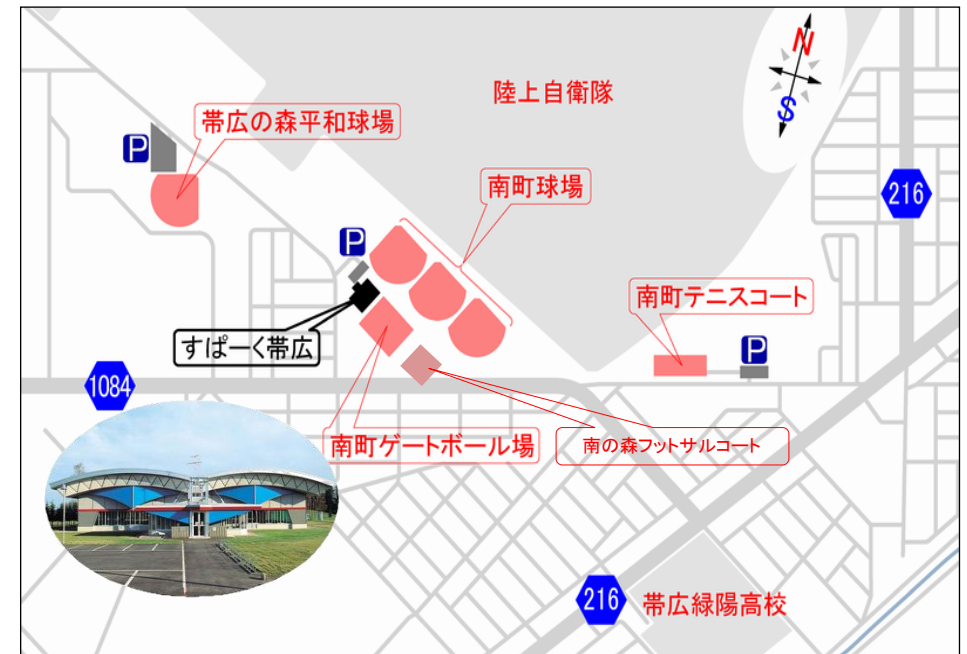 N
S
陸上自衛隊
帯広の森平和球場
P
南町球場
216
P
南町テニスコート
すぱーく帯広
P
1084
南町ゲートボール場
南の森フットサルコート
216
帯広緑陽高校